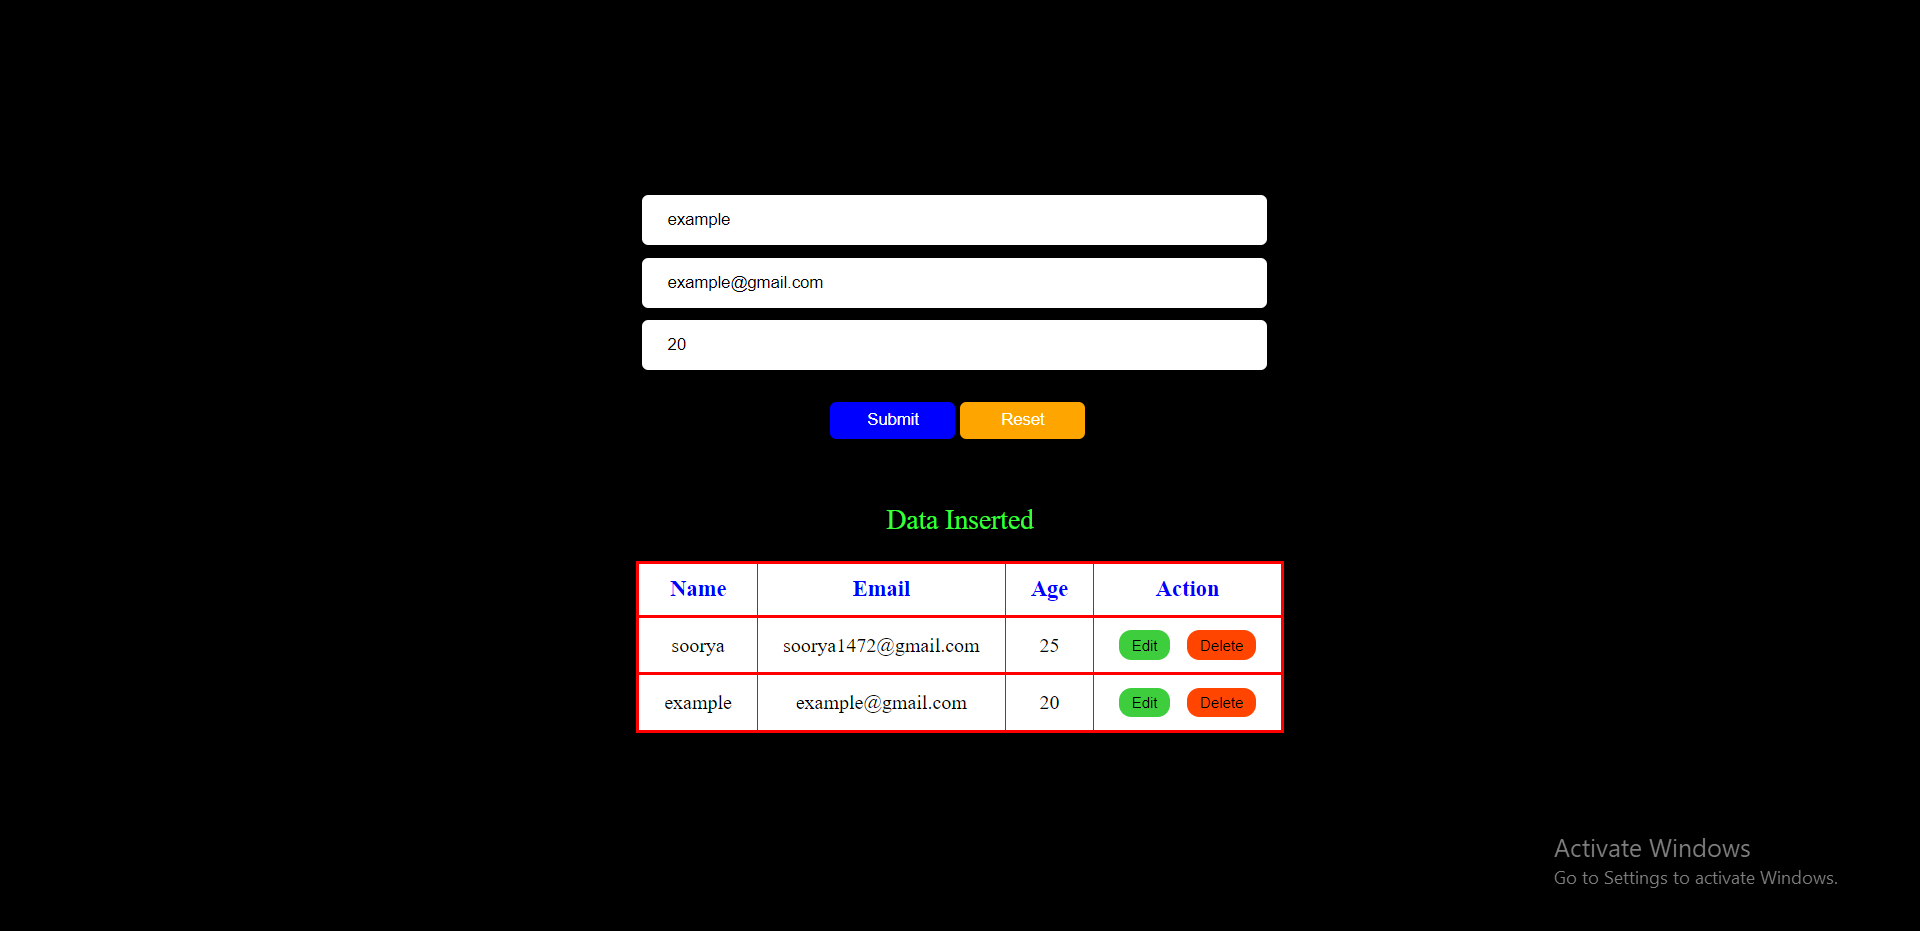 example
example@gmail.com
20
Submit Reset
Data Inserted
Name Email Age Action
soorya soorya1472@gmail.com 25 Edit Delete
example example@gmail.com 20 Edit Delete
Activate Windows
Go to Settings to activate Windows.